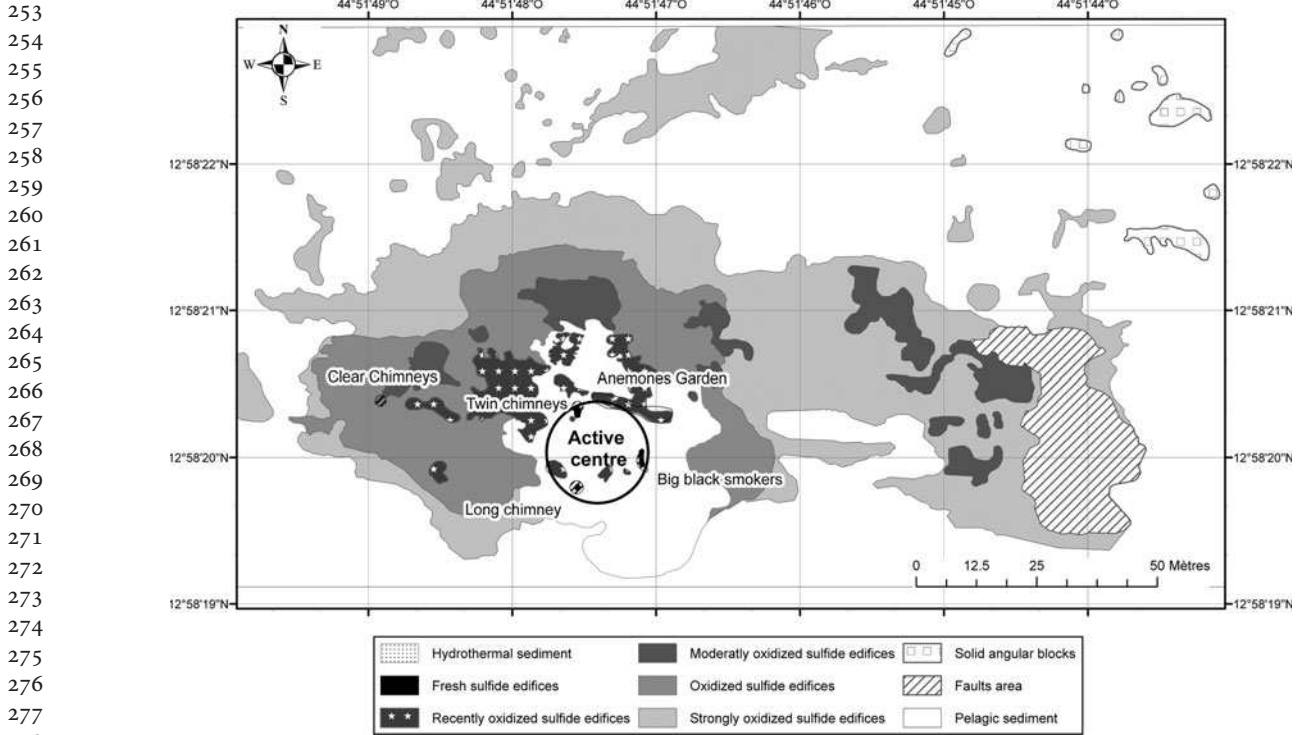 253
254
255
256
257
258
259
260
261
262
263
264
265
266
267
268
269
270
271
272
273
274
275
276
277
44°51'49"O 44°51'48"O 44°51'47"O 44°51'46"O 44°51'45"O 44°51'44"O
N
W E
S
12°58'22"N 12°58'22"N
12°58'21"N 12°58'21"N
Clear Chimneys Anemones Garden
Twin chimneys
Active
centre
12°58'20"N 12°58'20"N
Big black smokers
Long chimney
0 12.5 25 50 Mètres
12°58'19"N 12°58'19"N
Hydrothermal sediment Moderatly oxidized sulfide edifices Solid angular blocks
Fresh sulfide edifices Oxidized sulfide edifices Faults area
Recently oxidized sulfide edifices Strongly oxidized sulfide edifices Pelagic sediment